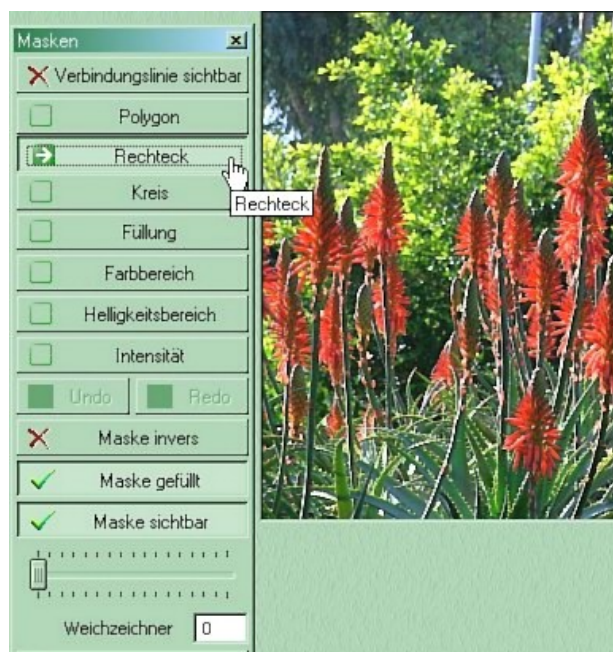 Masken
Verbindungslinie sichtbar
Polygon
Rechteck
Kreis
Rechteck
Füllung
Farbbereich
Helligkeitsbereich
Intensität
Undo Redo
Maske invers
Maske gefüllt
Maske sichtbar
Weichzeichner 0